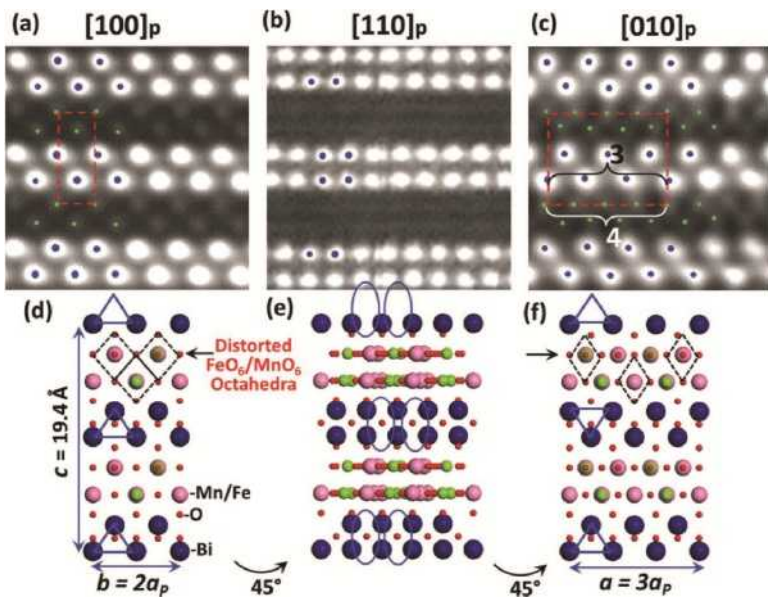 (a) [100]p
(b) [110]p
(c) [010]p
3
4
(d)
(e)
(f)
Distorted
FeO6/MnO6
Octahedra
c = 19.4 Å
-Mn/Fe
-O
-Bi
b = 2aP
45°
45°
a = 3aP